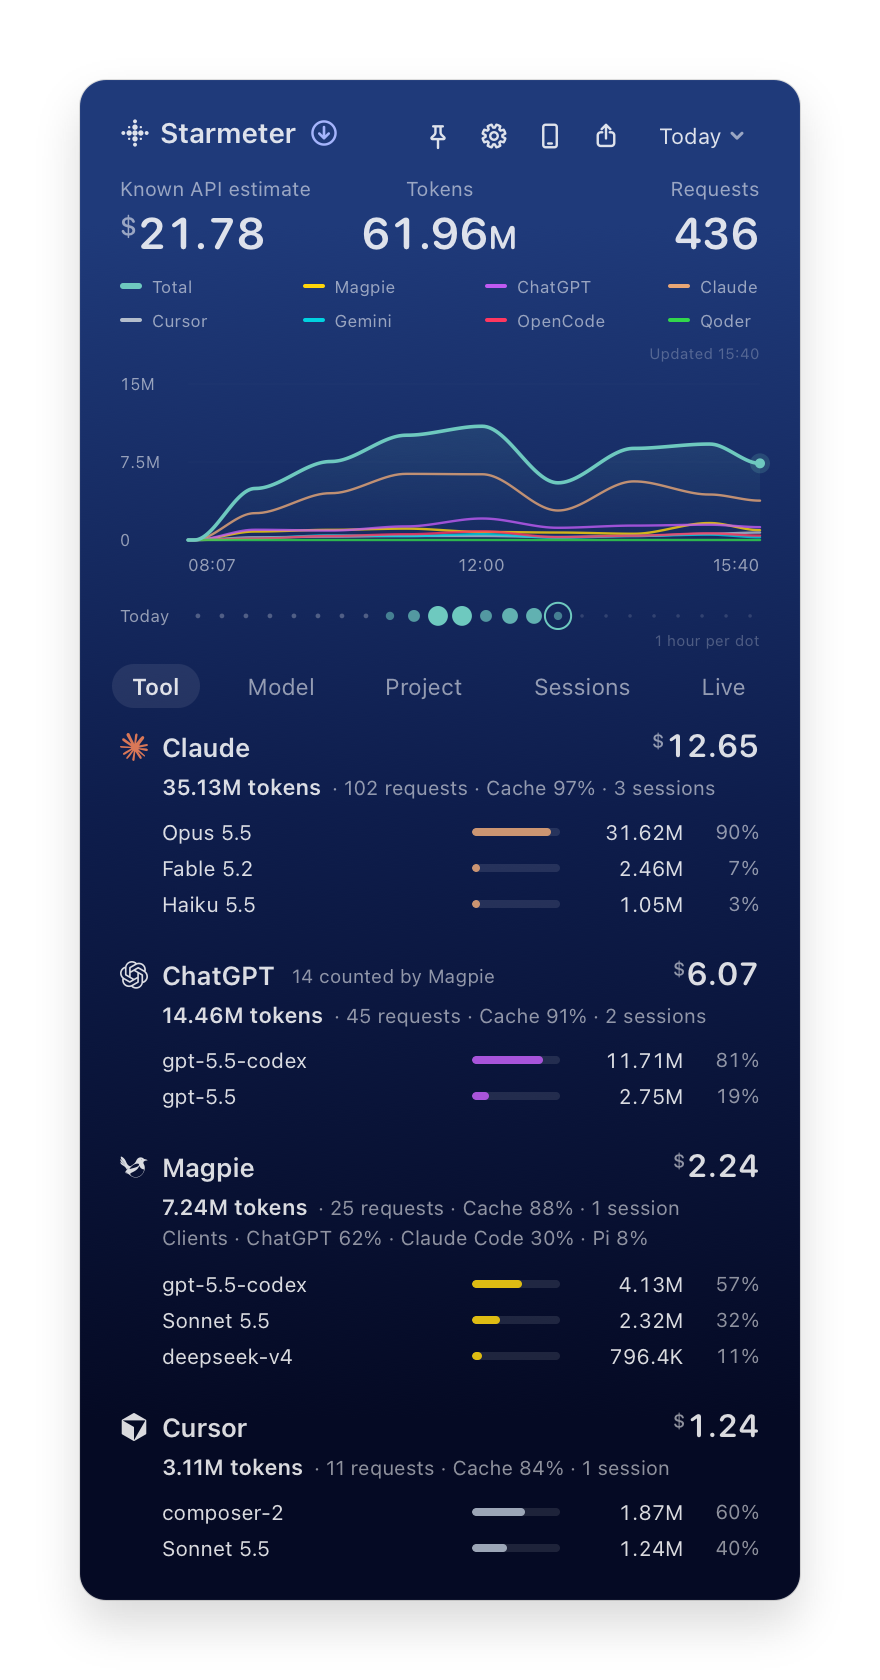 Starmeter
Today
Known API estimate Tokens Requests
$21.78 61.96M 436
Total Magpie ChatGPT Claude
Cursor Gemini OpenCode Qoder
Updated 15:40
15M
7.5M
0
08:07 12:00 15:40
Today
1 hour per dot
Tool Model Project Sessions Live
Claude $12.65
35.13M tokens · 102 requests · Cache 97% · 3 sessions
Opus 5.5 31.62M 90%
Fable 5.2 2.46M 7%
Haiku 5.5 1.05M 3%
ChatGPT 14 counted by Magpie $6.07
14.46M tokens · 45 requests · Cache 91% · 2 sessions
gpt-5.5-codex 11.71M 81%
gpt-5.5 2.75M 19%
Magpie $2.24
7.24M tokens · 25 requests · Cache 88% · 1 session
Clients · ChatGPT 62% · Claude Code 30% · Pi 8%
gpt-5.5-codex 4.13M 57%
Sonnet 5.5 2.32M 32%
deepseek-v4 796.4K 11%
Cursor $1.24
3.11M tokens · 11 requests · Cache 84% · 1 session
composer-2 1.87M 60%
Sonnet 5.5 1.24M 40%